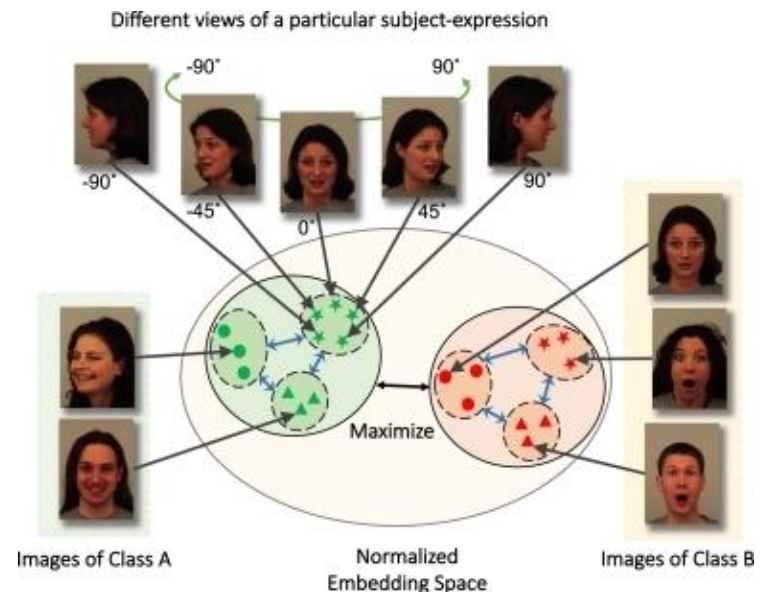 Different views of a particular subject-expression
-90˚ 90˚
-90˚ -45˚ 0˚ 45˚ 90˚
Maximize
Images of Class A
Normalized
Embedding Space
Images of Class B